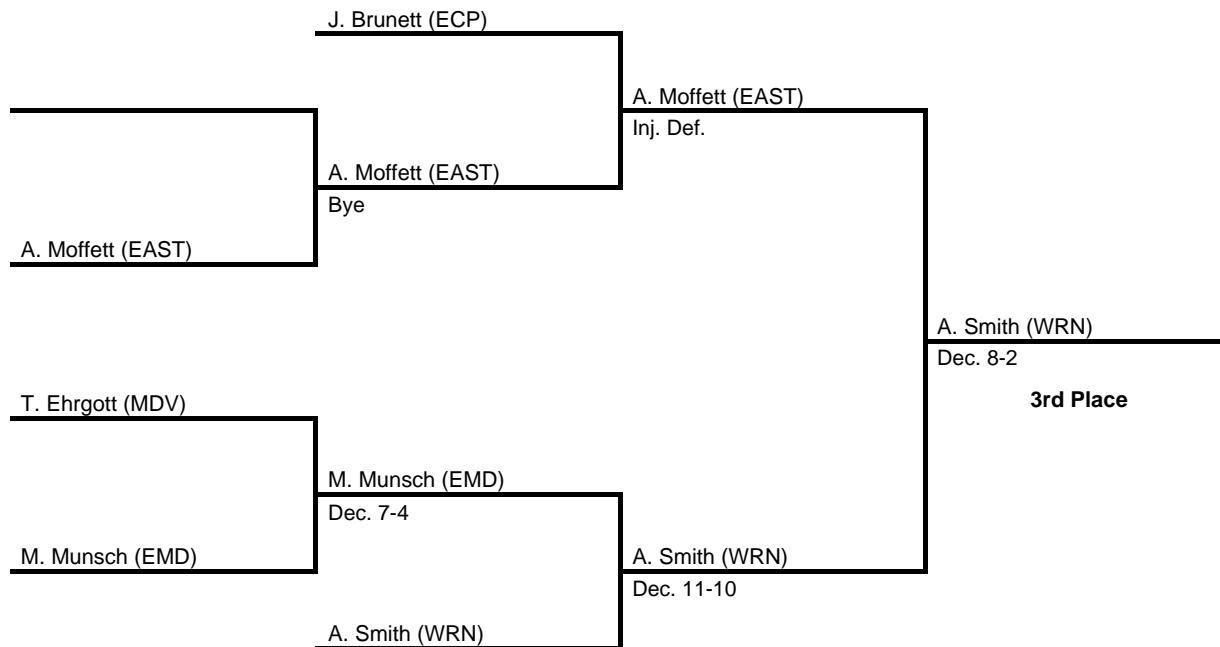 J. Brunett (ECP)
A. Moffett (EAST)
Inj. Def.
A. Moffett (EAST)
Bye
A. Moffett (EAST)
A. Smith (WRN)
Dec. 8-2
3rd Place
T. Ehrgott (MDV)
M. Munsch (EMD)
Dec. 7-4
M. Munsch (EMD)
A. Smith (WRN)
Dec. 11-10
A. Smith (WRN)